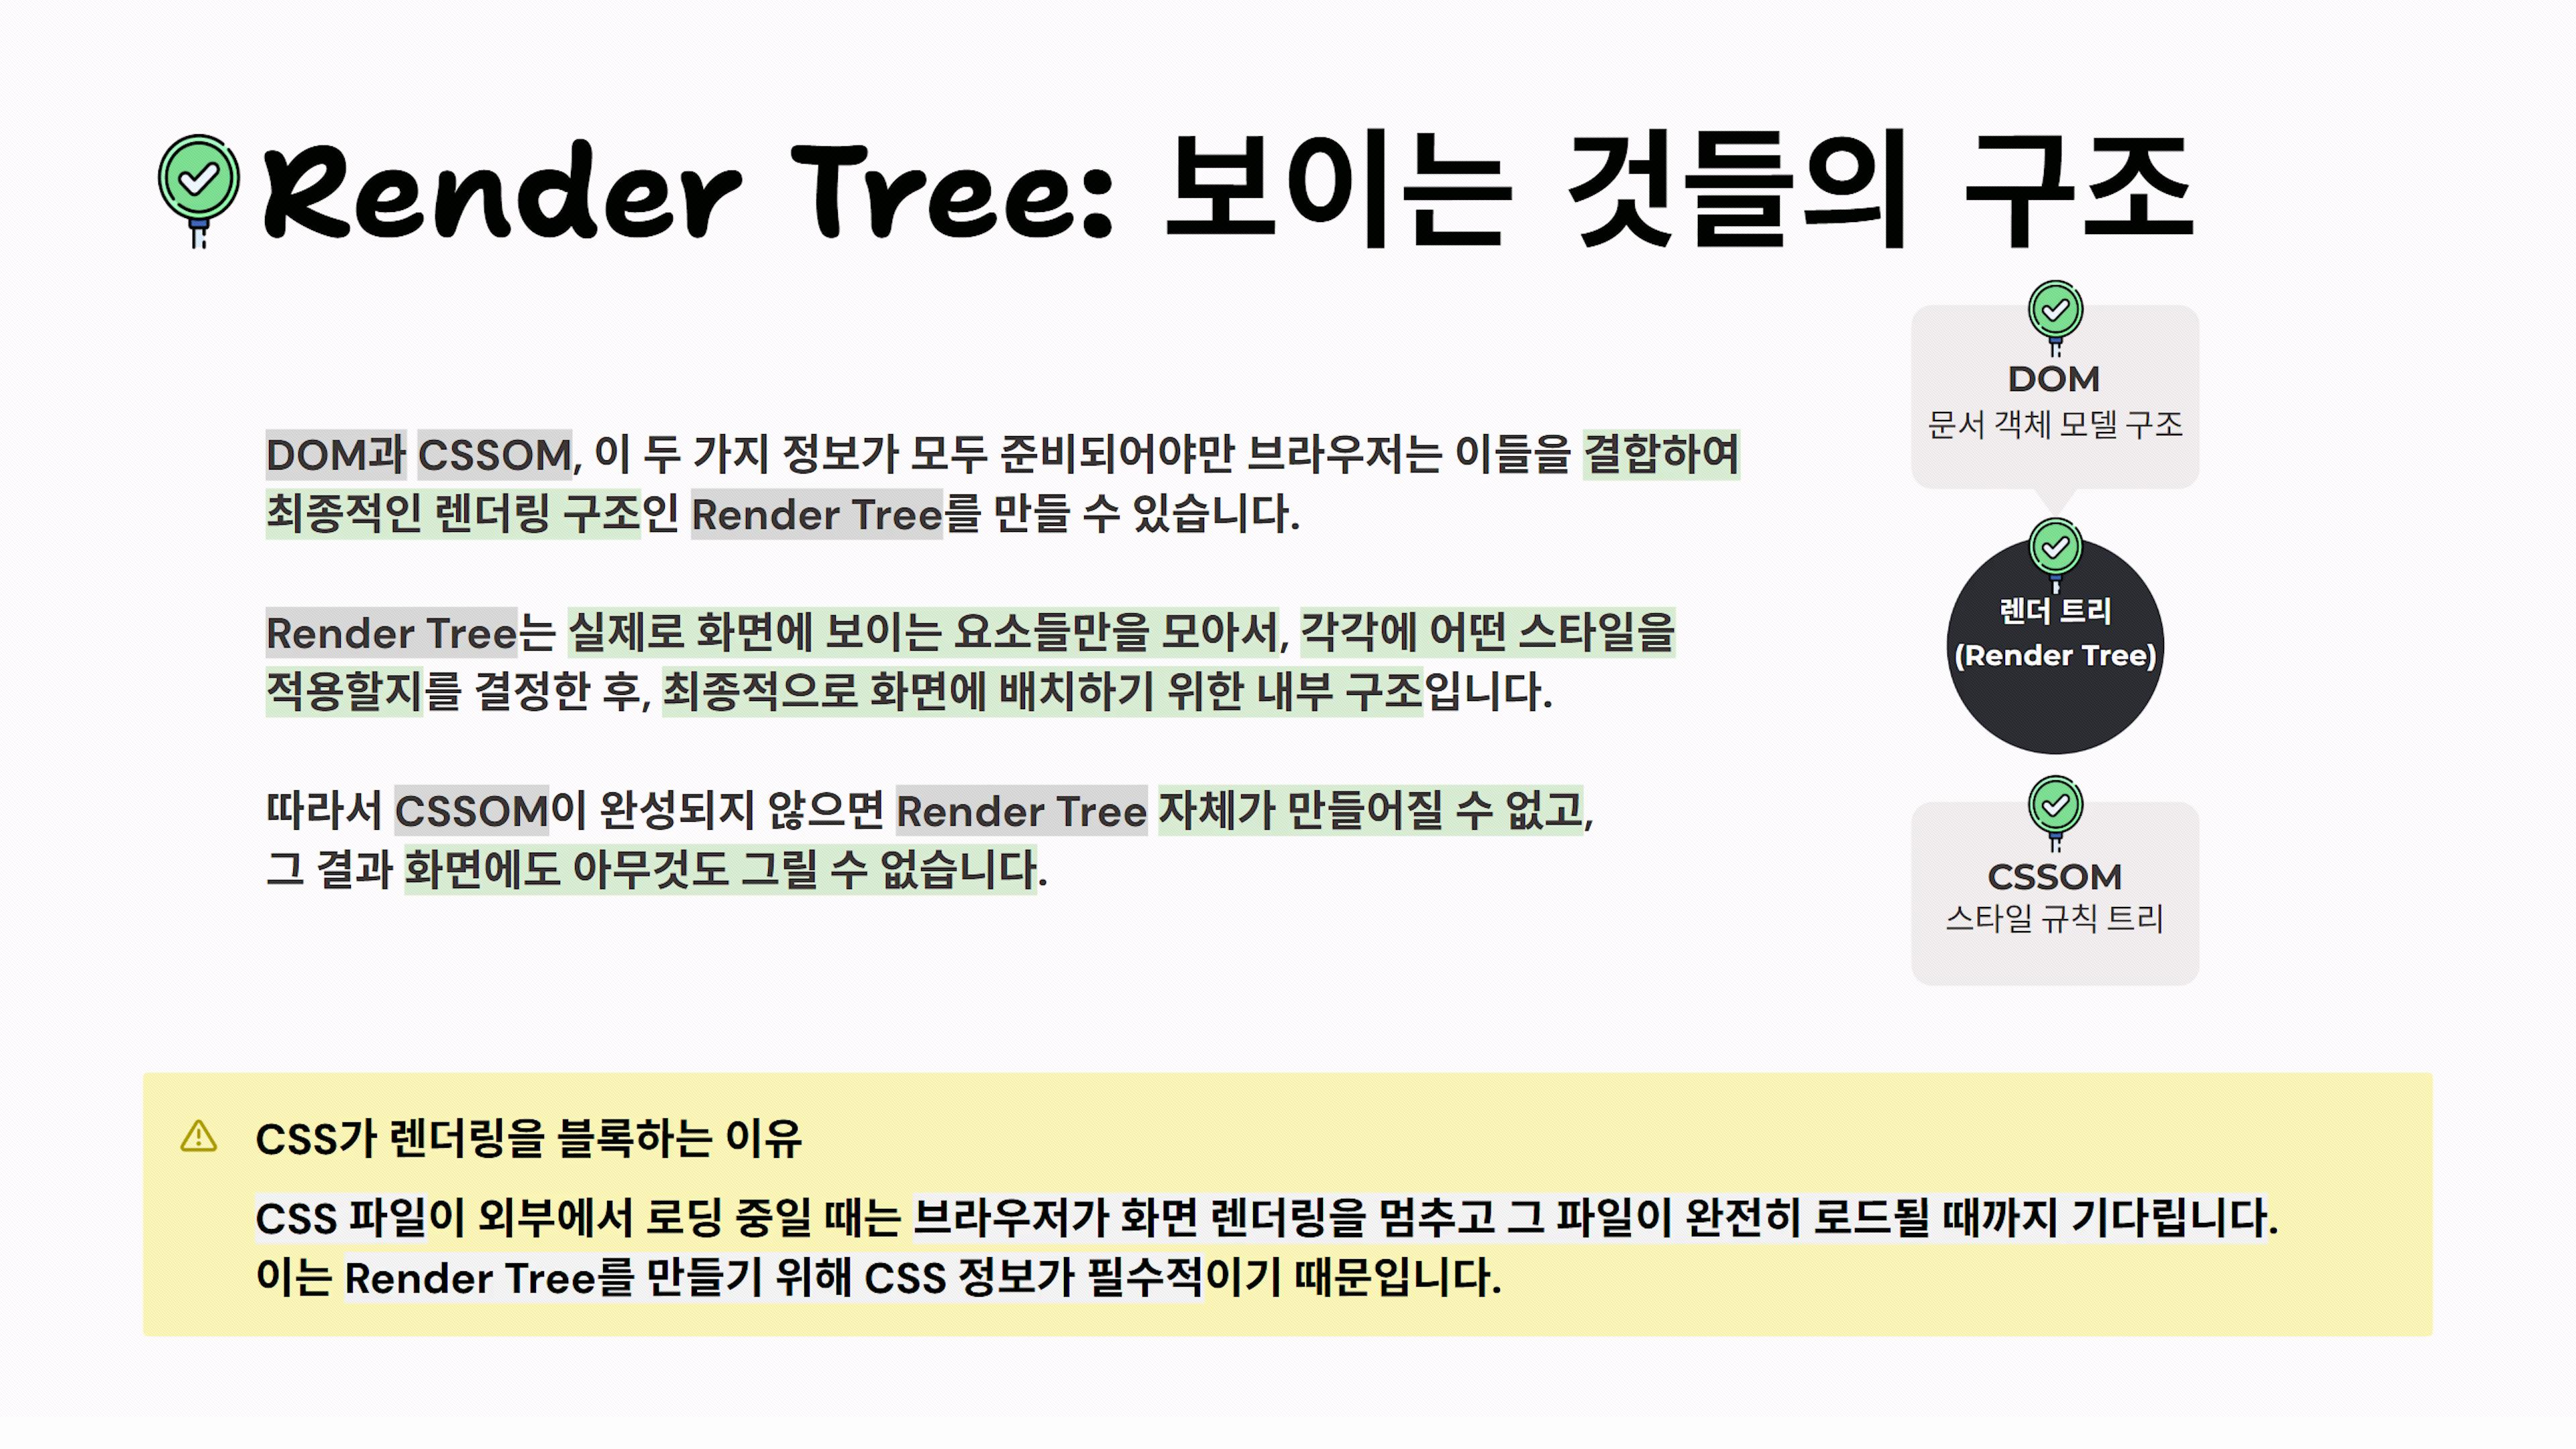 Render Tree: 보이는 것들의 구조
DOM과 CSSOM, 이 두 가지 정보가 모두 준비되어야만 브라우저는 이들을 결합하여
최종적인 렌더링 구조인 Render Tree를 만들 수 있습니다.
Render Tree는 실제로 화면에 보이는 요소들만을 모아서, 각각에 어떤 스타일을
적용할지를 결정한 후, 최종적으로 화면에 배치하기 위한 내부 구조입니다.
따라서 CSSOM이 완성되지 않으면 Render Tree 자체가 만들어질 수 없고,
그 결과 화면에도 아무것도 그릴 수 없습니다.
DOM
문서 객체 모델 구조
렌더 트리
(Render Tree)
CSSOM
스타일 규칙 트리
CSS가 렌더링을 블록하는 이유
CSS 파일이 외부에서 로딩 중일 때는 브라우저가 화면 렌더링을 멈추고 그 파일이 완전히 로드될 때까지 기다립니다.
이는 Render Tree를 만들기 위해 CSS 정보가 필수적이기 때문입니다.